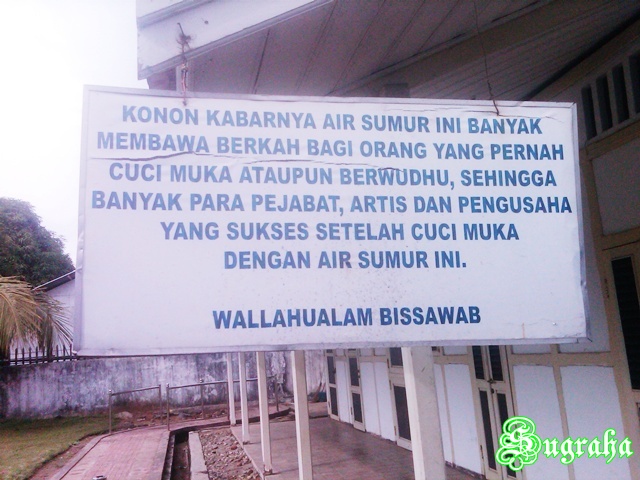 KONON KABARNYA AIR SUMUR INI BANYAK
MEMBAWA BERKAH BAGI ORANG YANG PERNAH
CUCI MUKA ATAUPUN BERWUDHU, SEHINGGA
BANYAK PARA PEJABAT, ARTIS DAN PENGUSAHA
YANG SUKSES SETELAH CUCI MUKA
DENGAN AIR SUMUR INI.
WALLAHUALAM BISSAWAB
Sugraha